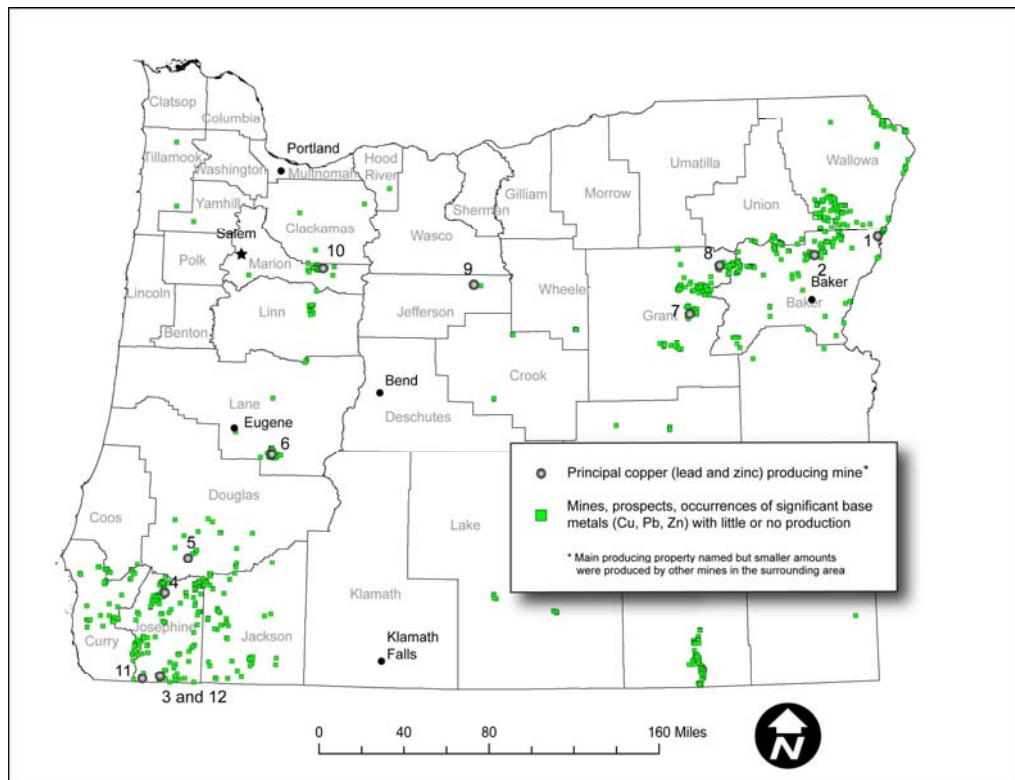 Clatsop
Columbia
Portland
Tillamook
Washington
Multnomah
Hood
River
Yamhill
Clackamas
Salem
Sherman
Gilliam
Morrow
Umatilla
Wallowa
Union
Wasco
1
10
8
Polk
Marion
9
2
Baker
Lincoln
Linn
Jefferson
Wheele
7
Grant
Baker
Benton
Crook
Bend
Deschutes
Lane
Eugene
6
Principal copper (lead and zinc) producing mine*
Mines, prospects, occurrences of significant base
metals (Cu, Pb, Zn) with little or no production
* Main producing property named but smaller amounts
were produced by other mines in the surrounding area
Douglas
Coos
Lake
5
4
Klamath
Josephine
Curry
Jackson
Klamath
Falls
11
3 and 12
0 40 80 160 Miles
N